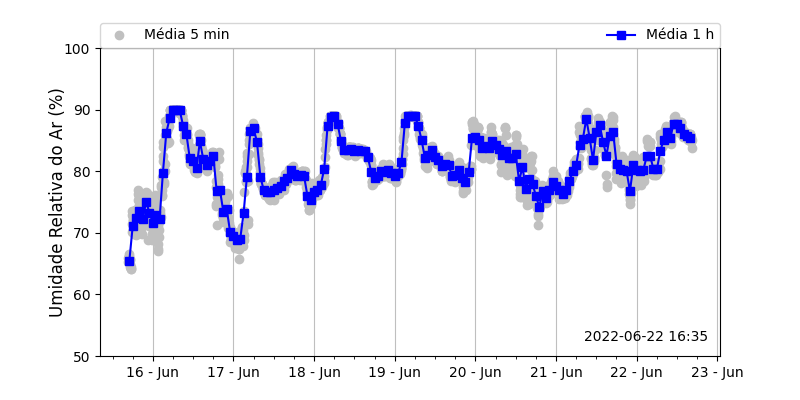 Média 5 min Média 1 h
Umidade Relativa do Ar (%)
100
90
80
70
60
50
2022-06-22 16:35
16 - Jun 17 - Jun 18 - Jun 19 - Jun 20 - Jun 21 - Jun 22 - Jun 23 - Jun